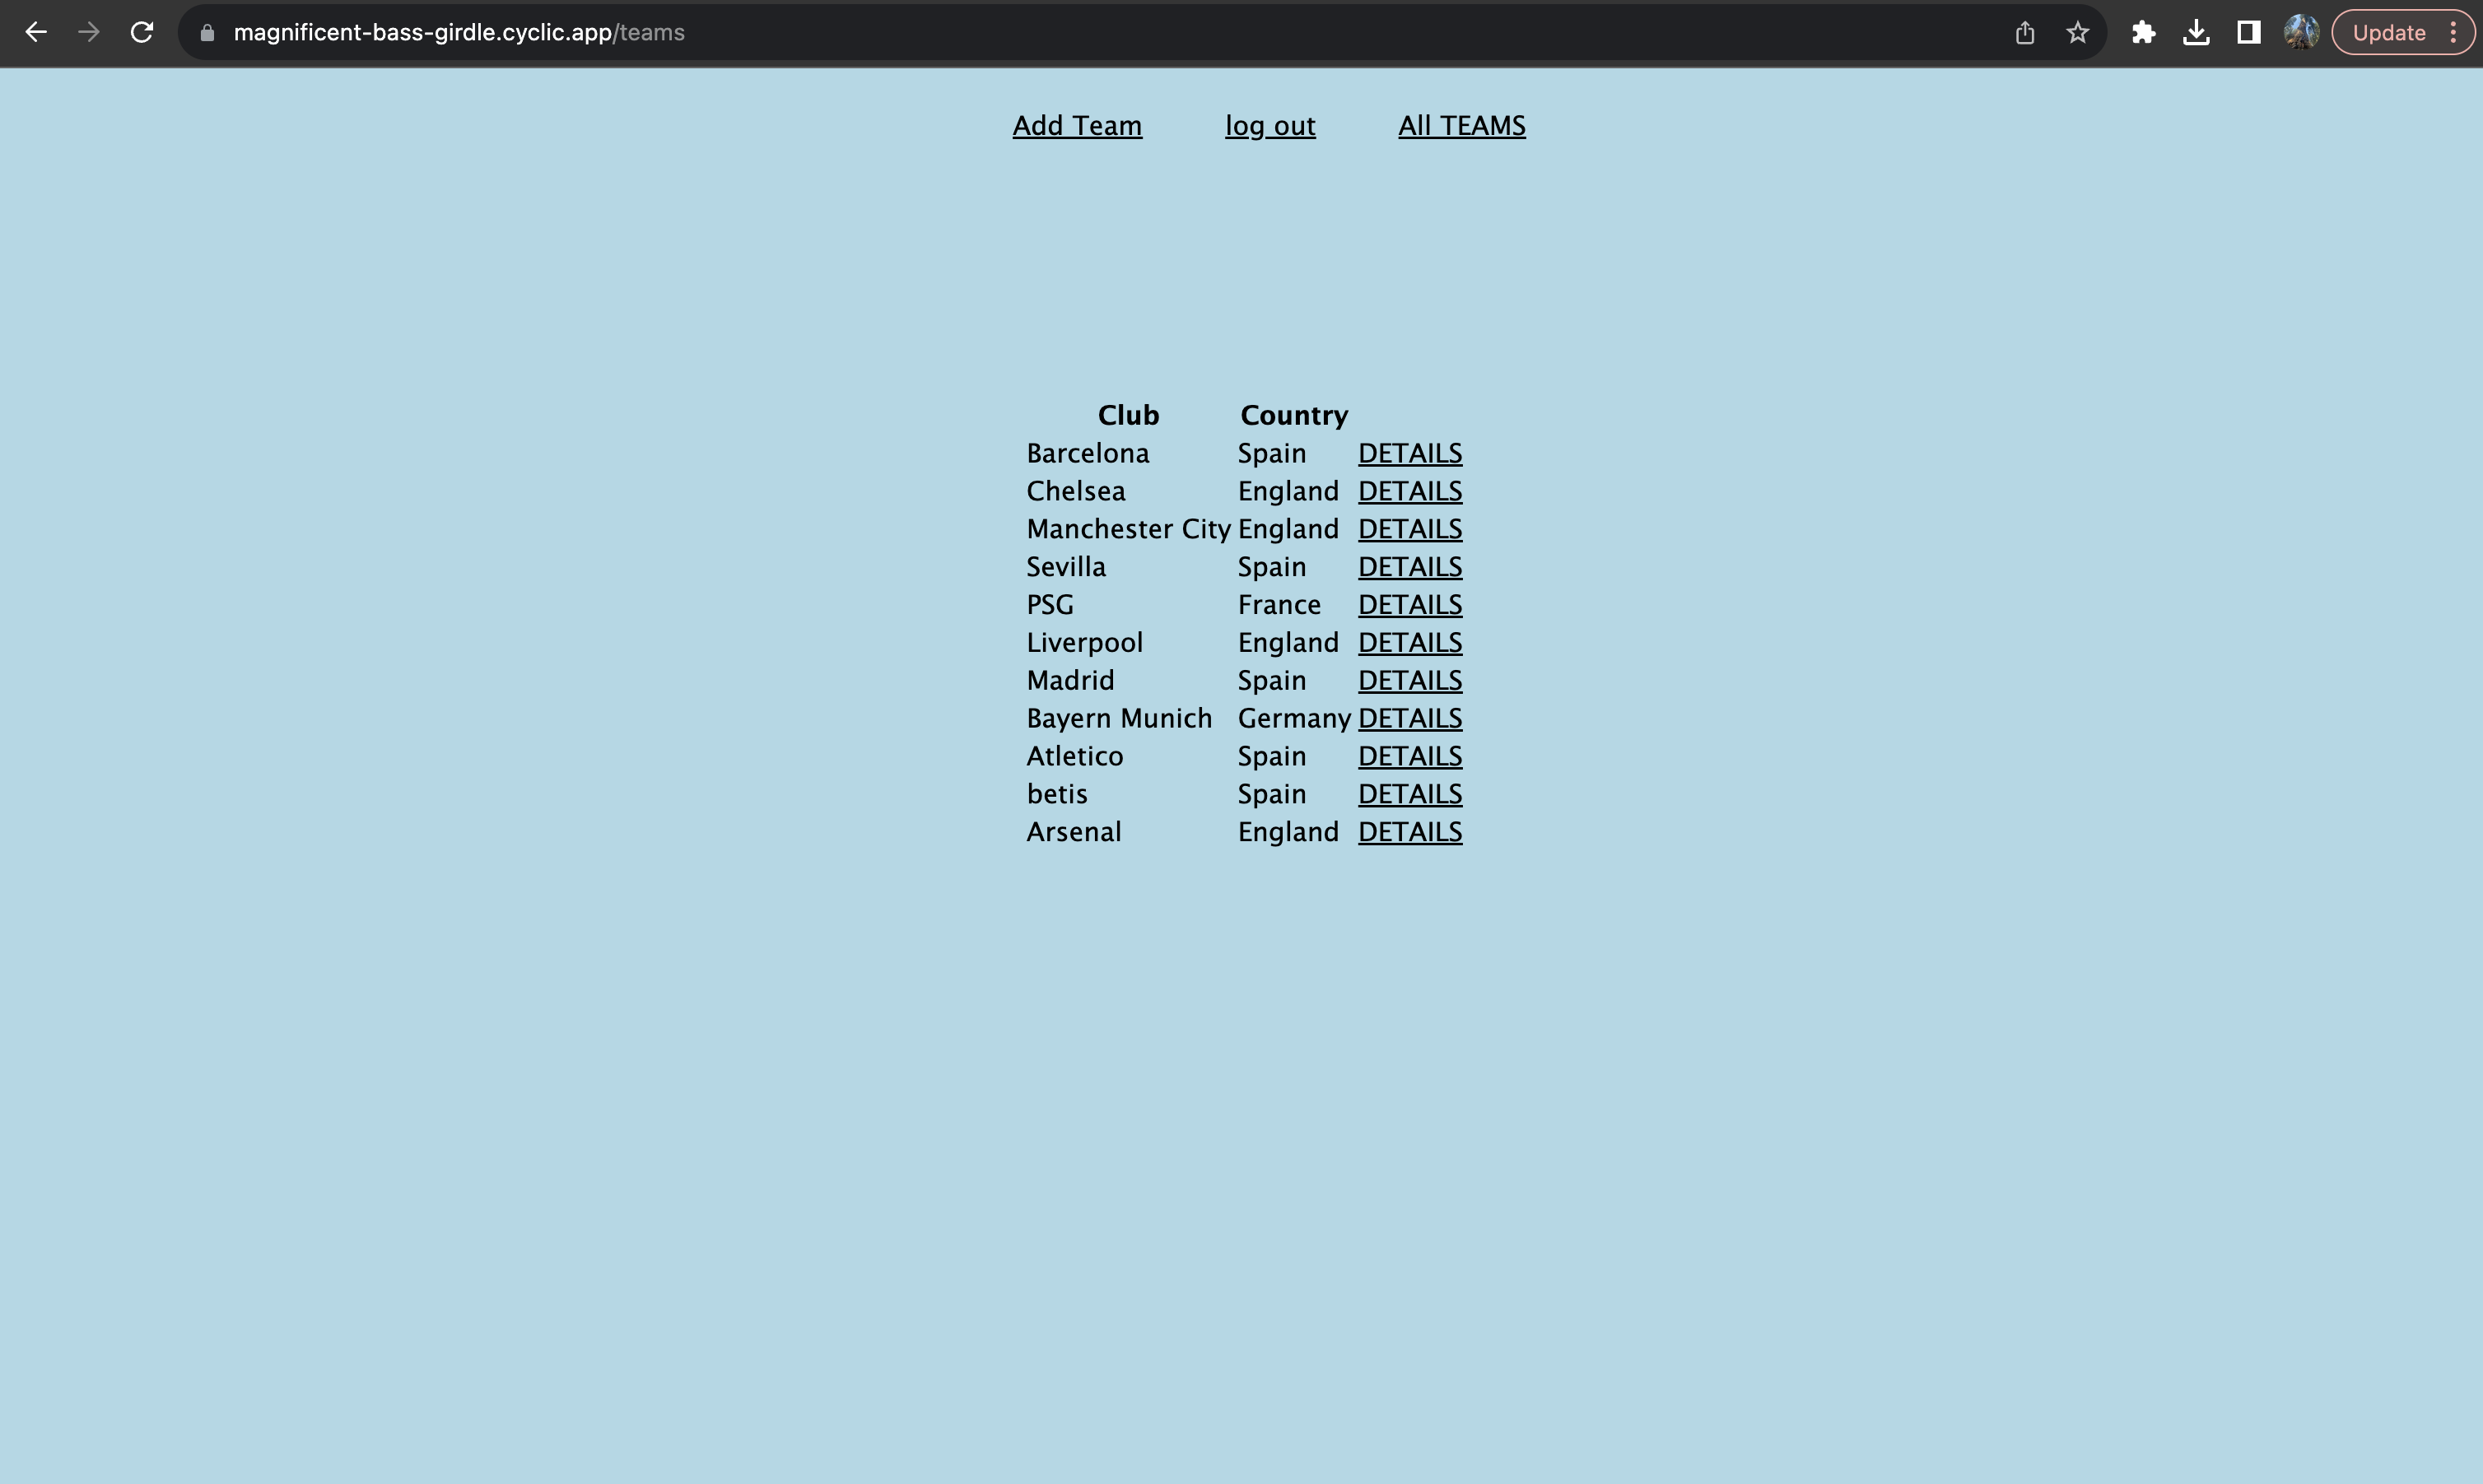 magnificent-bass-girdle.cyclic.app/teams Update
Add Team log out All TEAMS
Club Country
Barcelona Spain DETAILS
Chelsea England DETAILS
Manchester City England DETAILS
Sevilla Spain DETAILS
PSG France DETAILS
Liverpool England DETAILS
Madrid Spain DETAILS
Bayern Munich Germany DETAILS
Atletico Spain DETAILS
betis Spain DETAILS
Arsenal England DETAILS